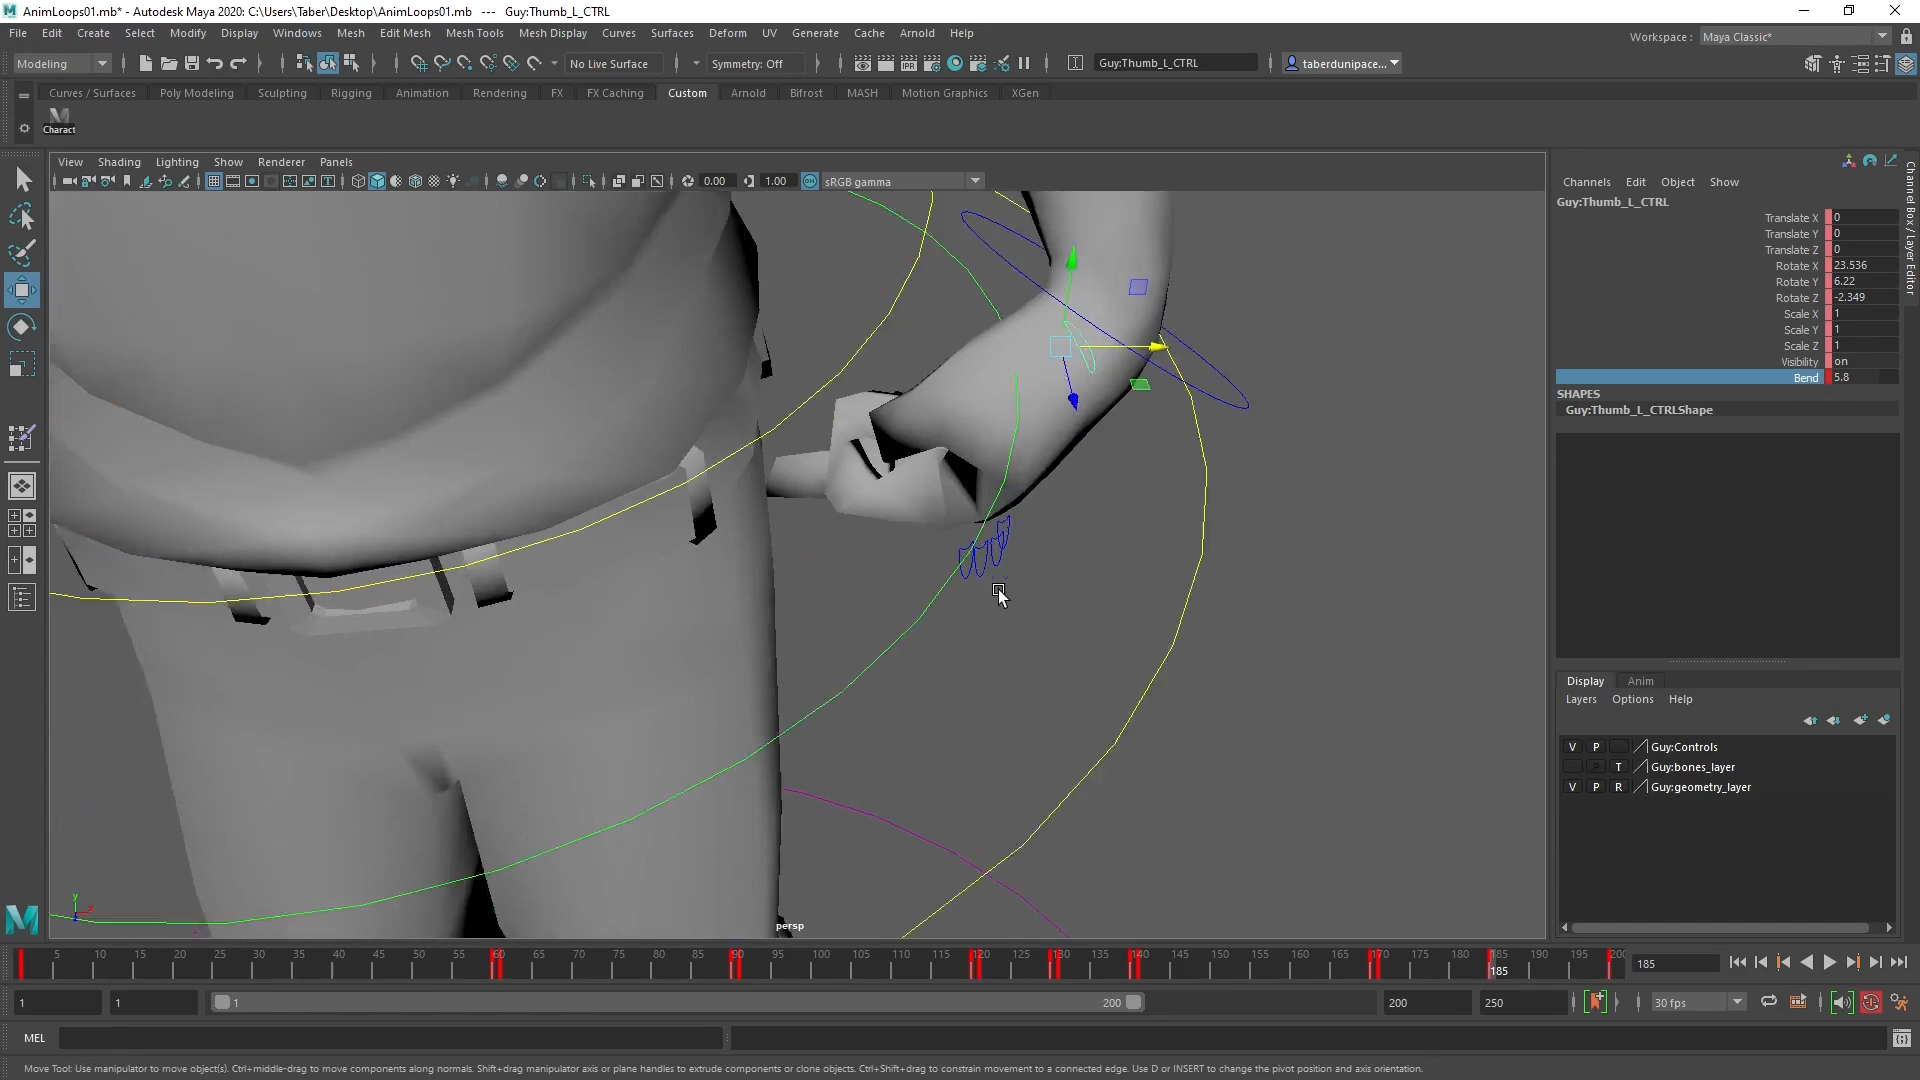 AnimLoops01.mb* - Autodesk Maya 2020: C:\Users\Taber\Desktop\AnimLoops01.mb --- Guy:Thumb_L_CTRL
File Edit Create Select Modify Display Windows Mesh Edit Mesh Mesh Tools Mesh Display Curves Surfaces Deform UV Generate Cache Arnold Help
Workspace : Maya Classic*
Modeling No Live Surface Symmetry: Off Guy:Thumb_L_CTRL taberdunipace...
Curves / Surfaces Poly Modeling Sculpting Rigging Animation Rendering FX FX Caching Custom Arnold Bifrost MASH Motion Graphics XGen
Charact
View Shading Lighting Show Renderer Panels
0.00 1.00 ON sRGB gamma
Channels Edit Object Show
Guy:Thumb_L_CTRL
Translate X 0
Translate Y 0
Translate Z 0
Rotate X 23.536
Rotate Y 6.22
Rotate Z -2.349
Scale X 1
Scale Y 1
Scale Z 1
Visibility on
Bend 5.8
SHAPES
Guy:Thumb_L_CTRLShape
Channel Box / Layer Editor
Display Anim
Layers Options Help
V P Guy:Controls
P T Guy:bones_layer
V P R Guy:geometry_layer
y
x
z
persp
5 10 15 20 25 30 35 40 45 50 55 60 65 70 75 80 85 90 95 100 105 110 115 120 125 130 135 140 145 150 155 160 165 170 175 180 185 190 195 200
185
185
1 1 1 200 200 250 30 fps
MEL
Move Tool: Use manipulator to move object(s). Ctrl+middle-drag to move components along normals. Shift+drag manipulator axis or plane handles to extrude components or clone objects. Ctrl+Shift+drag to constrain movement to a connected edge. Use D or INSERT to change the pivot position and axis orientation.